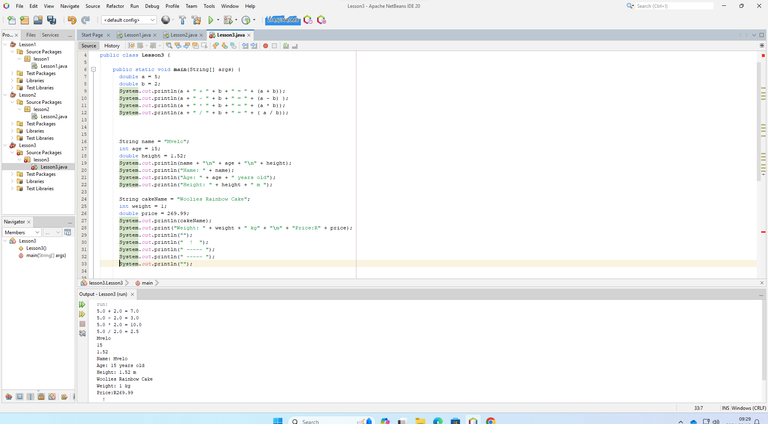 File Edit View Navigate Source Refactor Run Debug Profile Team Tools Window Help
Lesson3 - Apache NetBeans IDE 20
Search (Ctrl+I)
<default config>
Pro... Files Services
Start Page Lesson1.java Lesson2.java Lesson3.java
Source History
Lesson1
Source Packages
lesson1
Lesson1.java
Test Packages
Libraries
Test Libraries
Lesson2
Source Packages
lesson2
Lesson2.java
Test Packages
Libraries
Test Libraries
Lesson3
Source Packages
lesson3
Lesson3.java
Test Packages
Libraries
Test Libraries
Navigator
Members
Lesson3
Lesson3()
main(String[] args)
4 public class Lesson3 {
5
6 public static void main(String[] args) {
7 double a = 5;
8 double b = 2;
9 System.out.println(a + " + " + b + " = " + (a + b));
10 System.out.println(a + " - " + b + " = " + (a - b) );
11 System.out.println(a + " * " + b + " = " + (a * b));
12 System.out.println(a + " / " + b + " = " + ( a / b));
13
14
15
16 String name = "Mvelo";
17 int age = 15;
18 double height = 1.52;
19 System.out.println(name + "\n" + age + "\n" + height);
20 System.out.println("Name: " + name);
21 System.out.println("Age: " + age + " years old");
22 System.out.println("Height: " + height + " m ");
23
24 String cakeName = "Woolies Rainbow Cake";
25 int weight = 1;
26 double price = 269.99;
27 System.out.println(cakeName);
28 System.out.print("Weight: " + weight + " kg" + "\n" + "Price:R" + price);
29 System.out.println("");
30 System.out.println(" | ");
31 System.out.println(" ----- ");
32 System.out.println(" ----- ");
33 System.out.println("");
34
lesson3.Lesson3 main
Output - Lesson3 (run)
run:
5.0 + 2.0 = 7.0
5.0 - 2.0 = 3.0
5.0 * 2.0 = 10.0
5.0 / 2.0 = 2.5
Mvelo
15
1.52
Name: Mvelo
Age: 15 years old
Height: 1.52 m
Woolies Rainbow Cake
Weight: 1 kg
Price:R269.99
|
33:7 INS Windows (CRLF)
Search
09:29